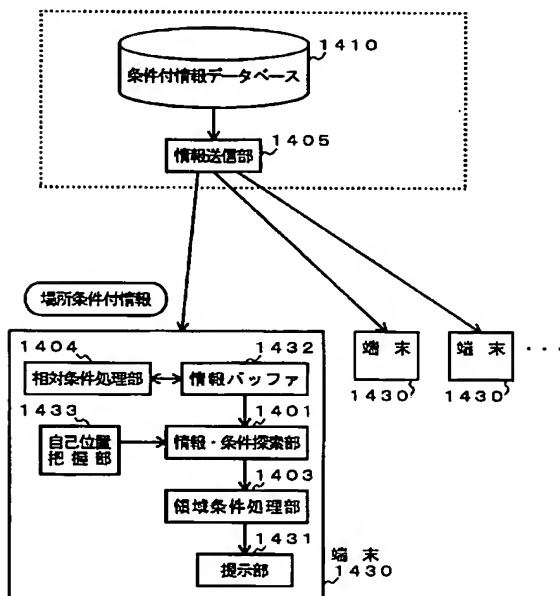 1410
条件付情報データベース
1405
情報送信部
場所条件付情報
1404
相対条件処理部
1432
情報バッファ
1433
自己位置
把握部
1401
情報・条件探索部
1403
領域条件処理部
1431
提示部
端末
1430
端末
1430
端末
1430
・・・